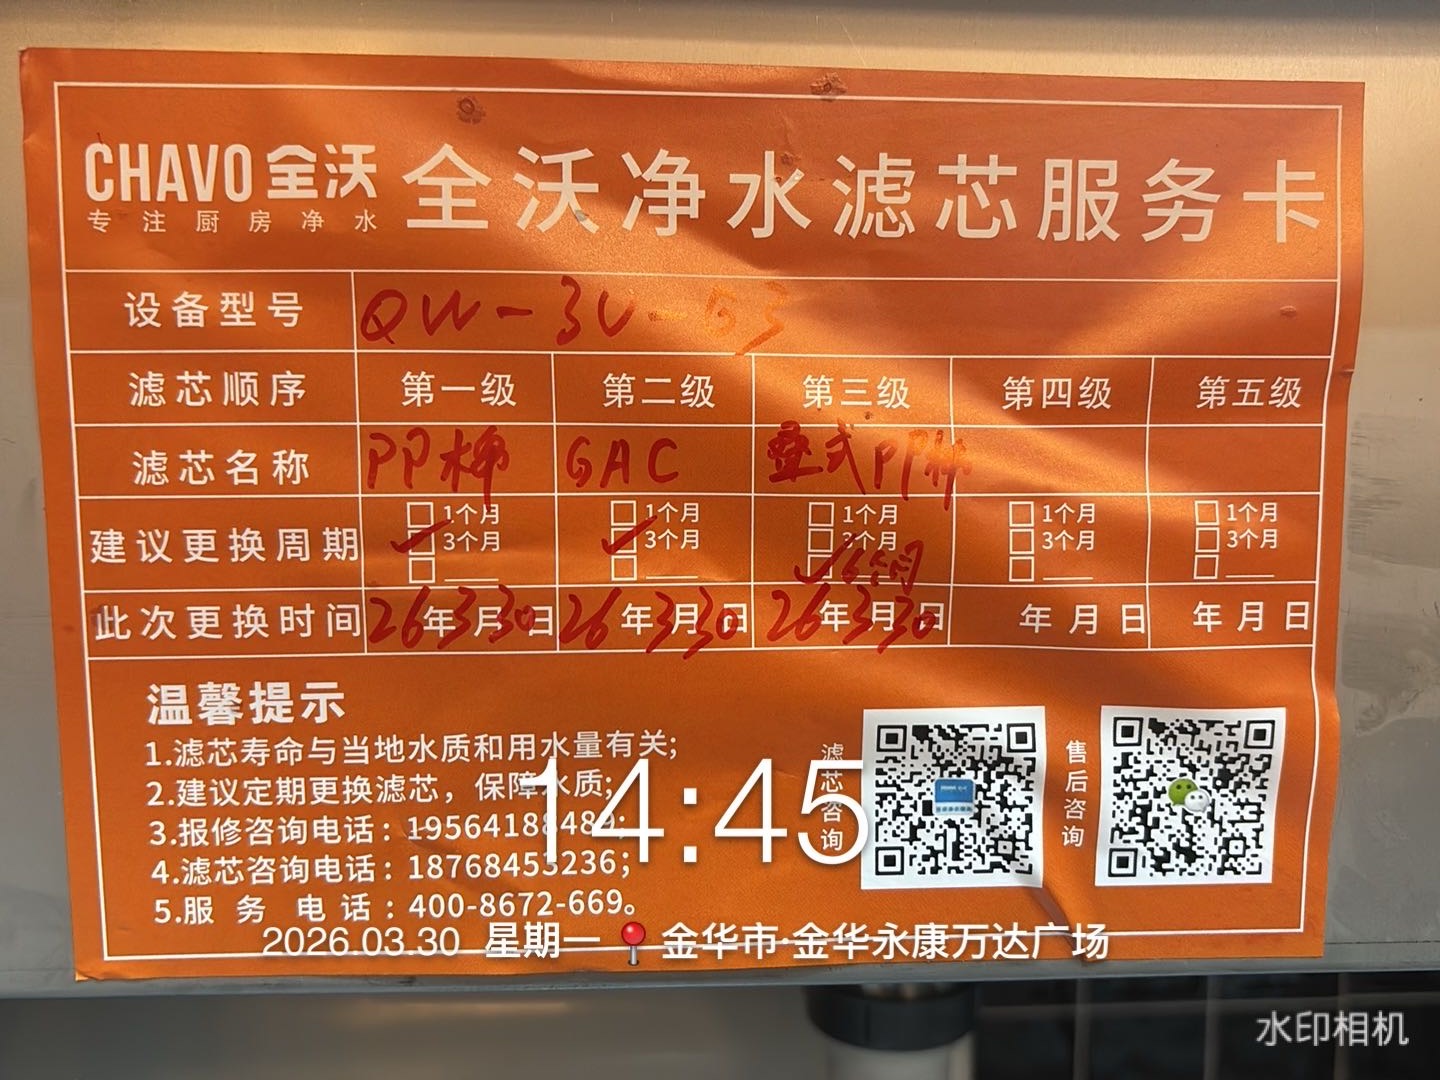 CHAVO 全沃
专注厨房净水
全沃净水滤芯服务卡
设备型号 QW-3U-G3
滤芯顺序 第一级 第二级 第三级 第四级 第五级
滤芯名称 PP棉 GAC 叠式PP棉
建议更换周期 □1个月 □1个月 □1个月 □1个月 □1个月
✓3个月 ✓3个月 □3个月 □3个月 □3个月
□____ □____ ✓6个月 □____ □____
此次更换时间 26年3月30日 26年3月30日 26年3月30日 年月日 年月日
温馨提示
1.滤芯寿命与当地水质和用水量有关;
2.建议定期更换滤芯，保障水质;
3.报修咨询电话:
4.滤芯咨询电话:18768453236;
5.服务电话:400-8672-669。
滤芯咨询
售后咨询
14:45
2026.03.30 星期一 金华市·金华永康万达广场
水印相机